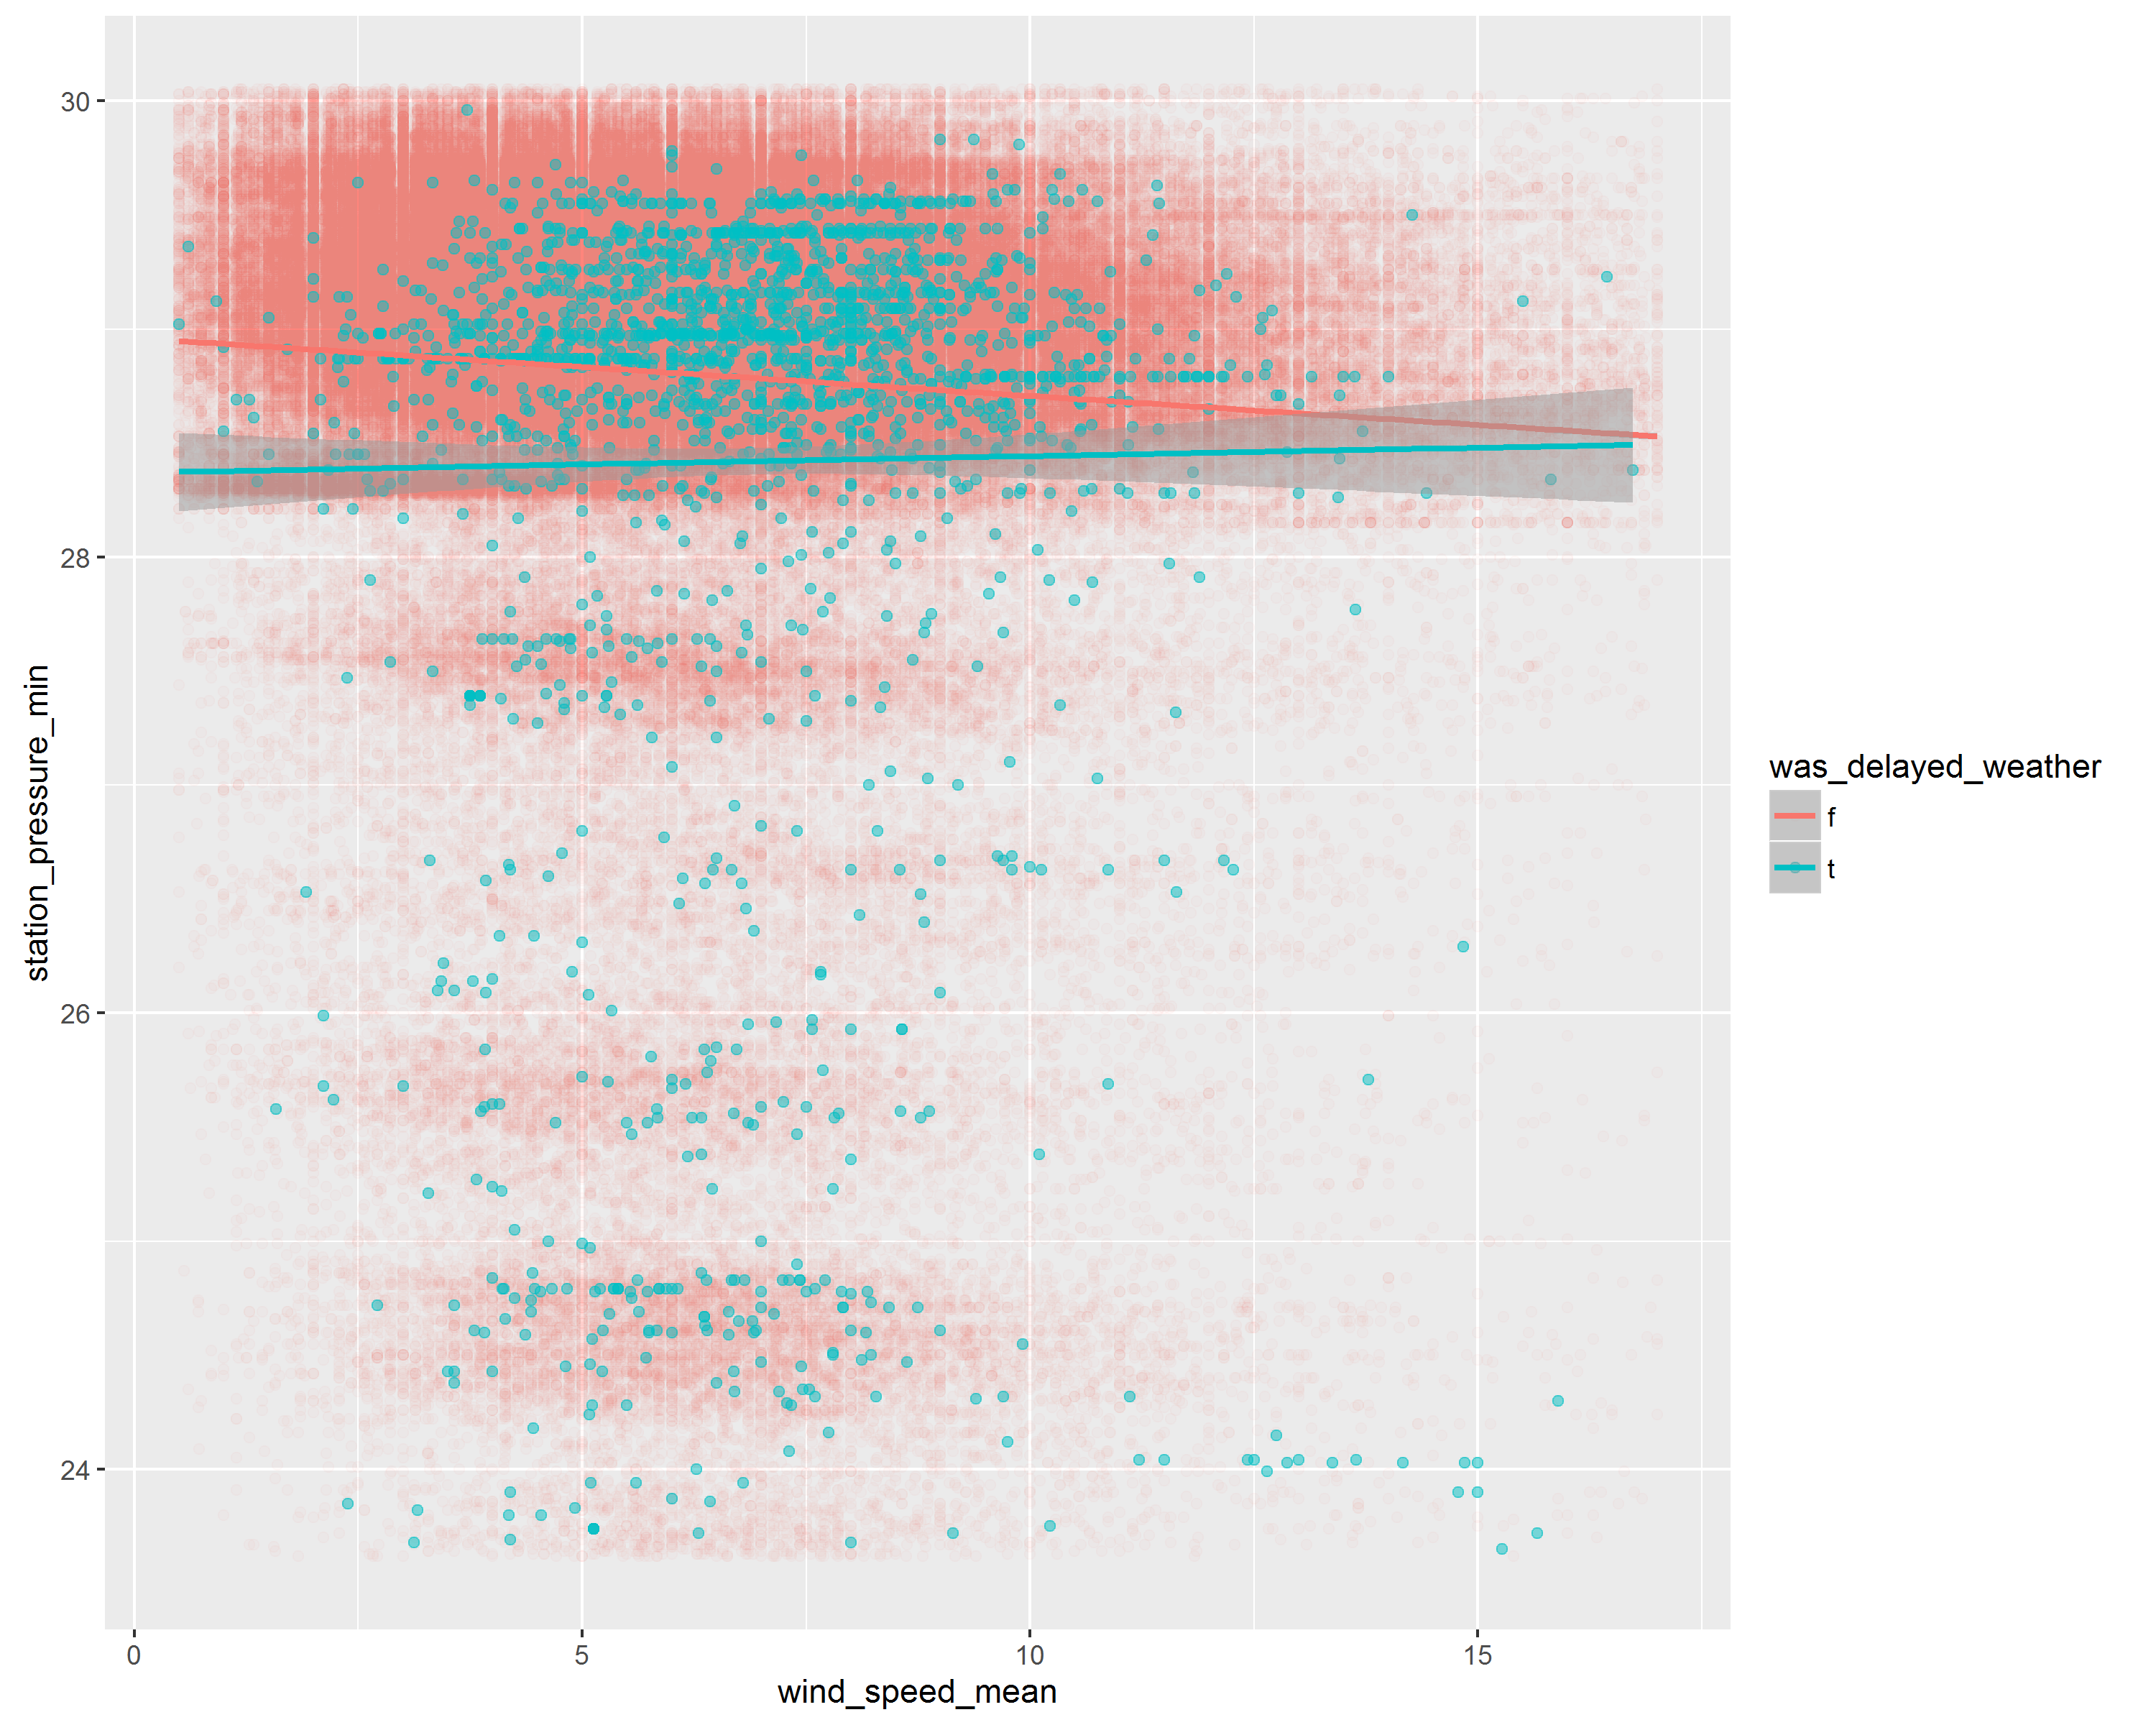 30
28
26
24
station_pressure_min
0 5 10 15
wind_speed_mean
was_delayed_weather
f
t